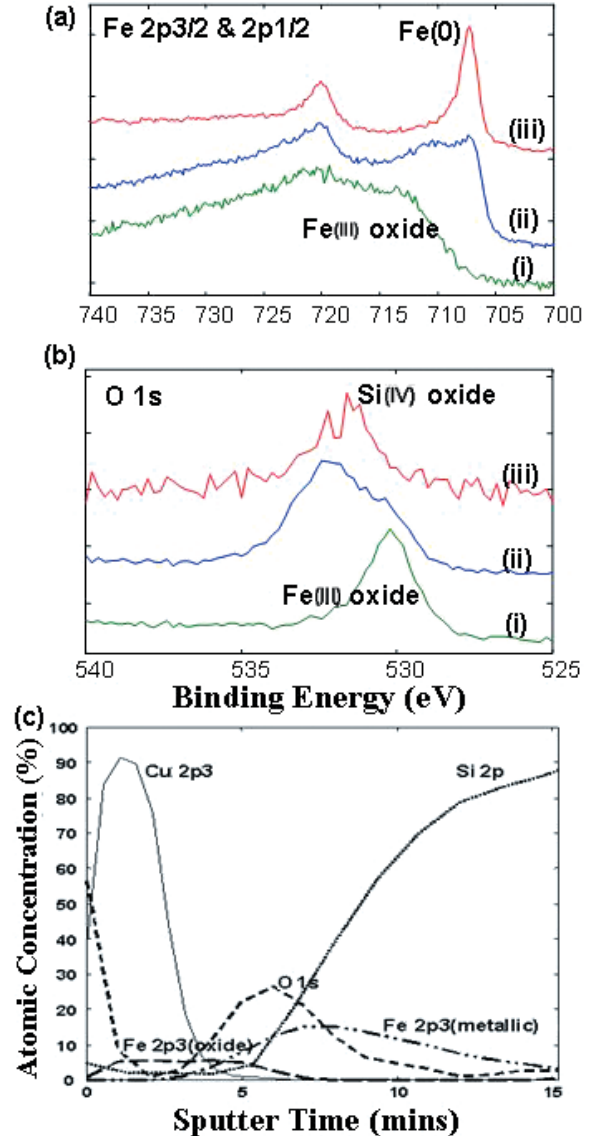 (a) Fe 2p3/2 & 2p1/2 Fe(0)
(iii)
(ii)
Fe(III) oxide
(i)
740 735 730 725 720 715 710 705 700
(b)
O 1s Si(IV) oxide
(iii)
(ii)
Fe(III) oxide
(i)
540 535 530 525
Binding Energy (eV)
(c)
Atomic Concentration (%)
100
90
80
70
60
50
40
30
20
10
0
Cu 2p3
Si 2p
O 1s
Fe 2p3(metallic)
Fe 2p3(oxide)
0 5 10 15
Sputter Time (mins)